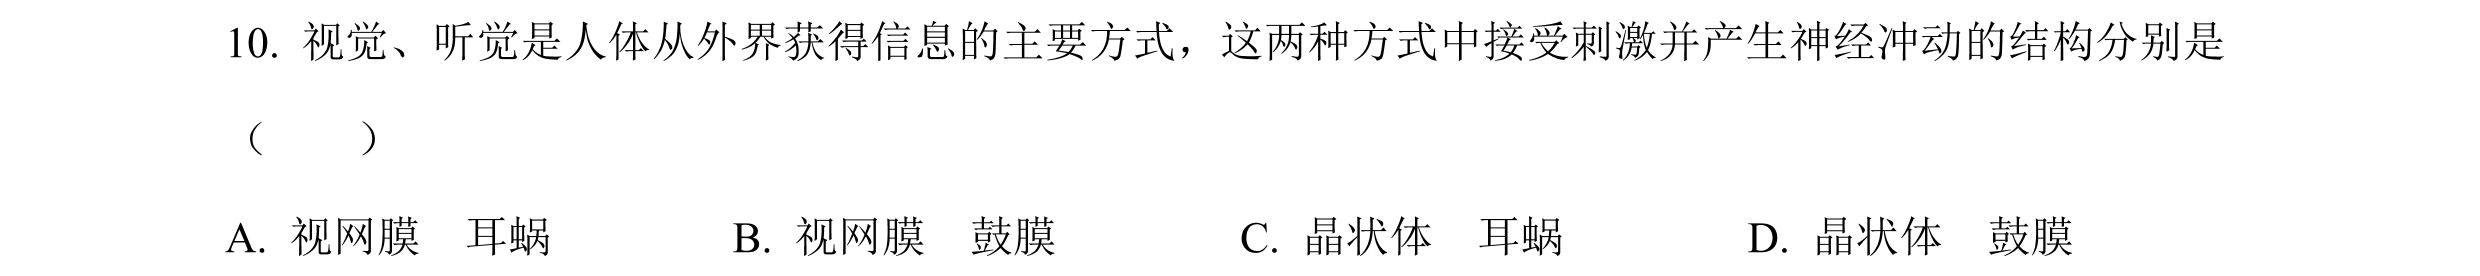 10. 视觉、听觉是人体从外界获得信息的主要方式，这两种方式中接受刺激并产生神经冲动的结构分别是
（　　）
A. 视网膜　耳蜗　　B. 视网膜　鼓膜　　C. 晶状体　耳蜗　　D. 晶状体　鼓膜